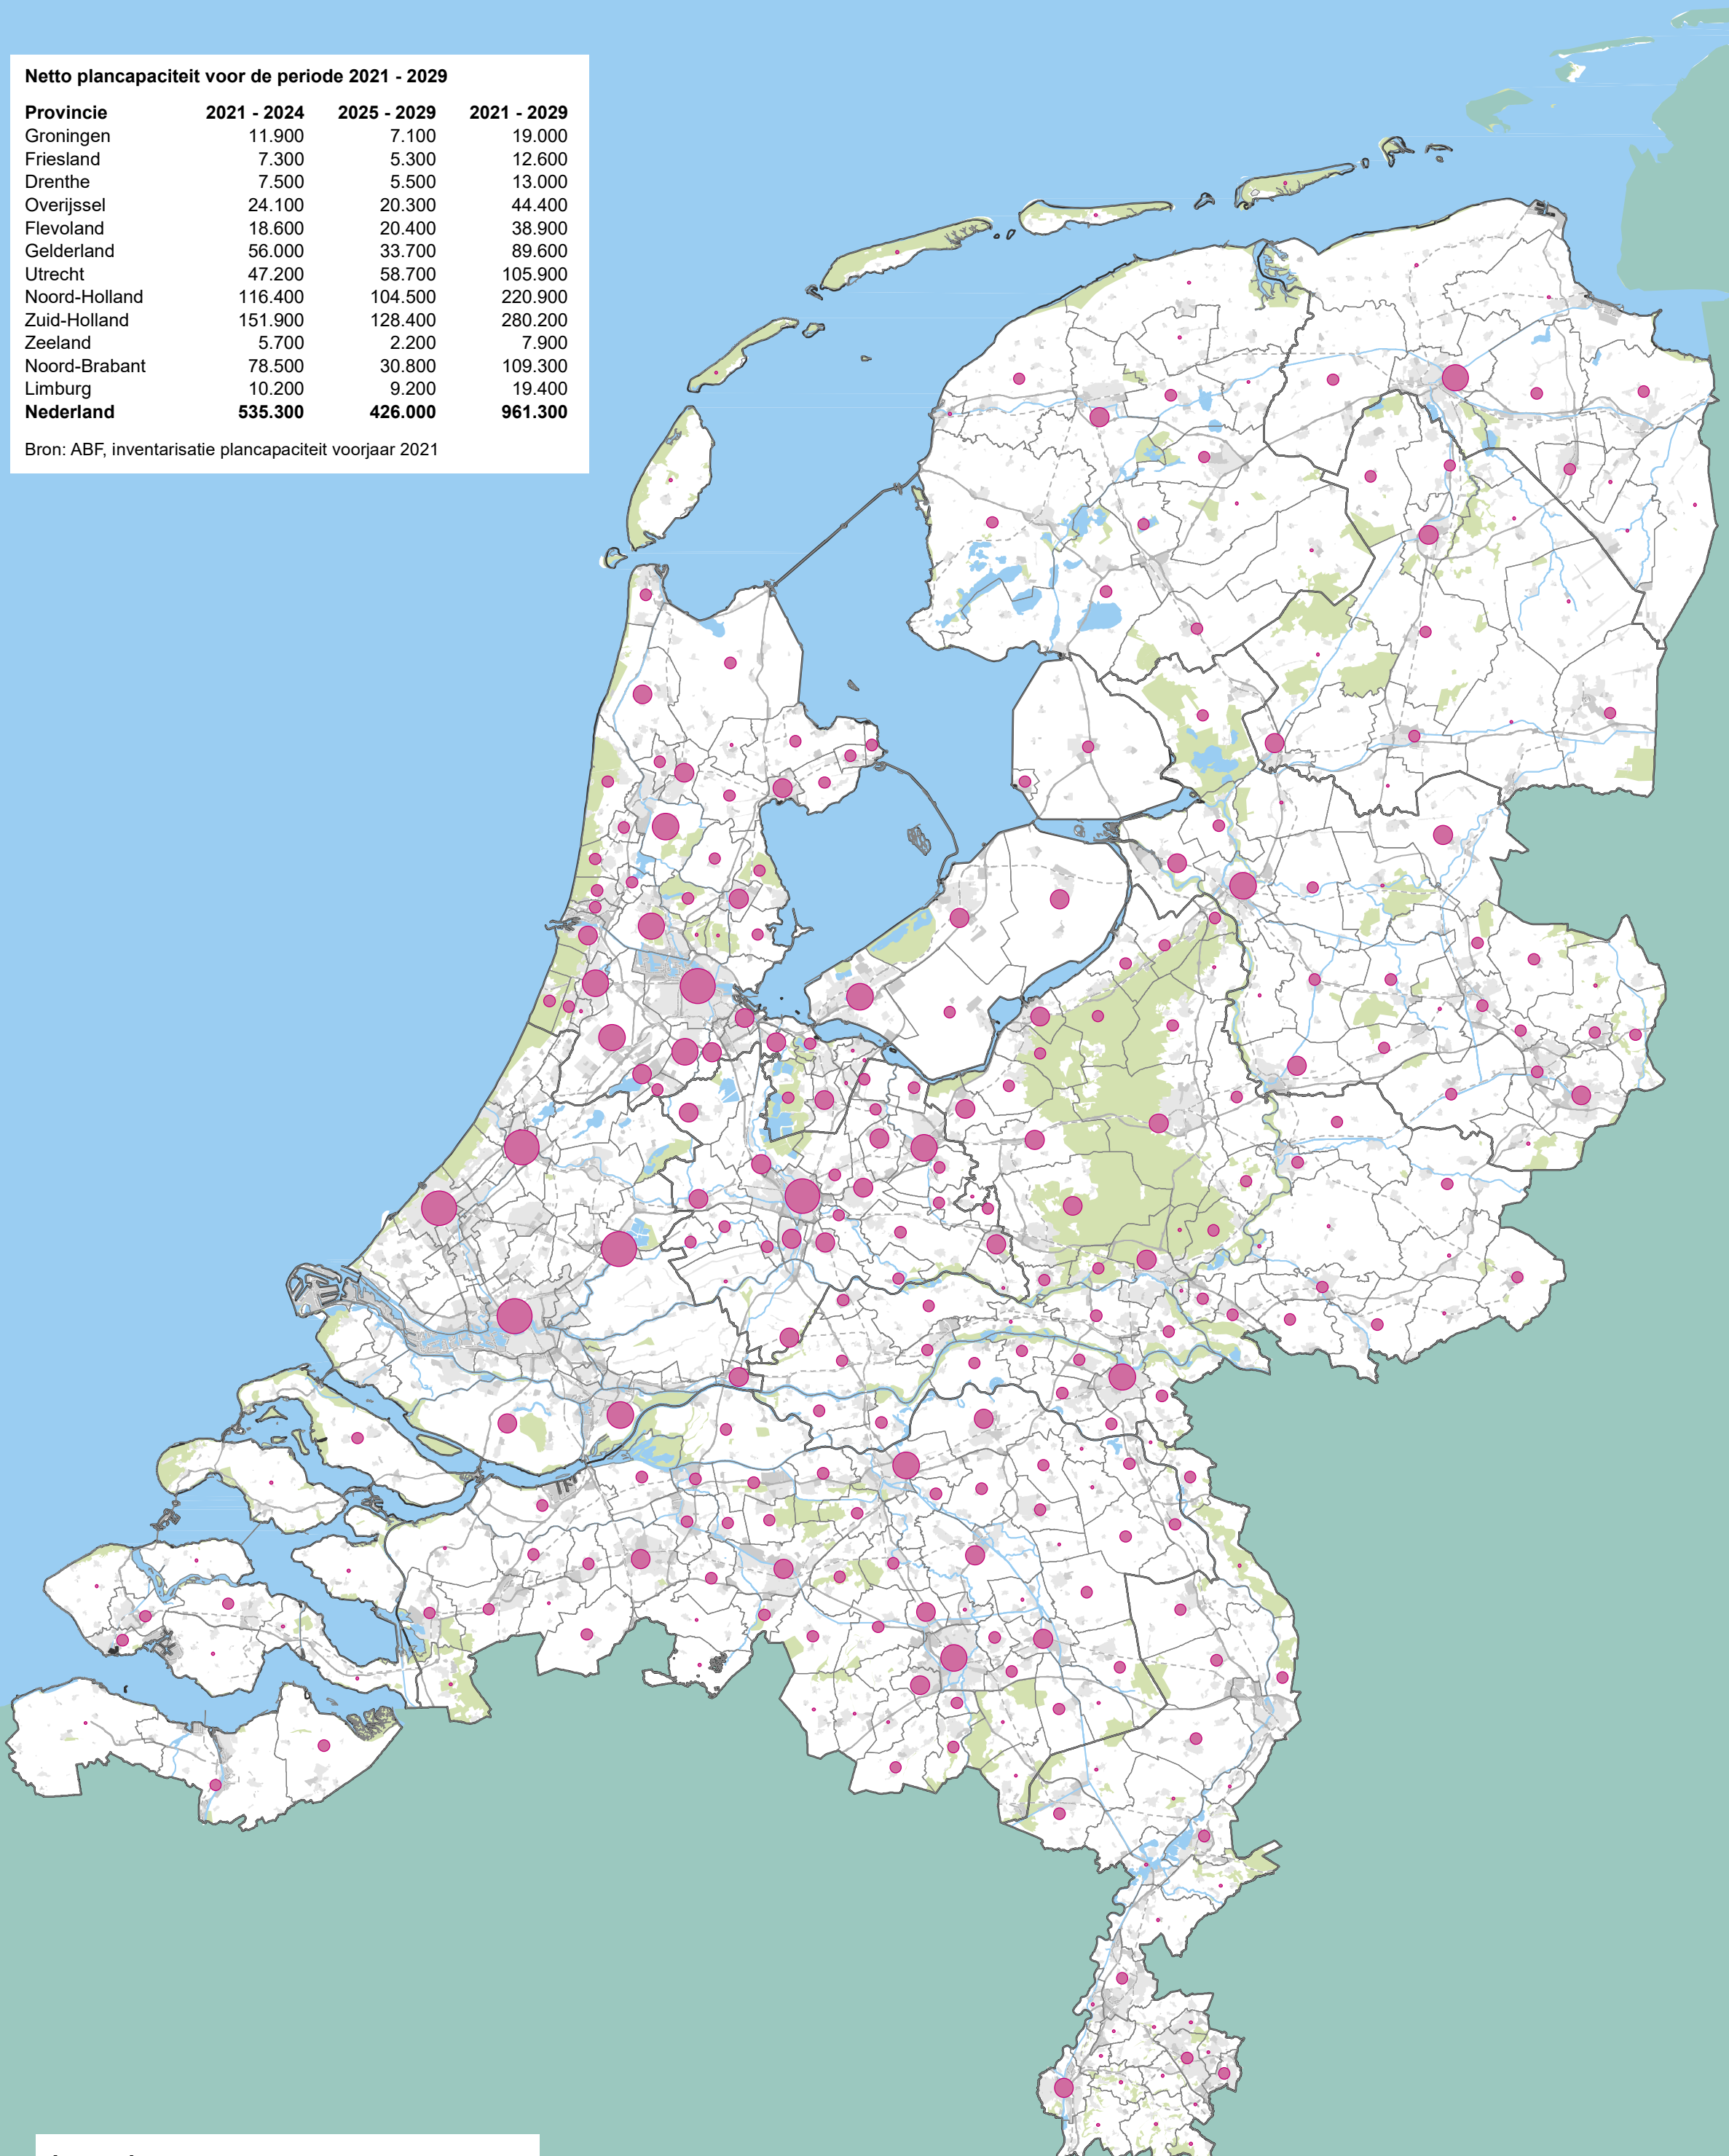 Netto plancapaciteit voor de periode 2021 - 2029
Provincie 2021 - 2024 2025 - 2029 2021 - 2029
Groningen 11.900 7.100 19.000
Friesland 7.300 5.300 12.600
Drenthe 7.500 5.500 13.000
Overijssel 24.100 20.300 44.400
Flevoland 18.600 20.400 38.900
Gelderland 56.000 33.700 89.600
Utrecht 47.200 58.700 105.900
Noord-Holland 116.400 104.500 220.900
Zuid-Holland 151.900 128.400 280.200
Zeeland 5.700 2.200 7.900
Noord-Brabant 78.500 30.800 109.300
Limburg 10.200 9.200 19.400
Nederland 535.300 426.000 961.300
Bron: ABF, inventarisatie plancapaciteit voorjaar 2021